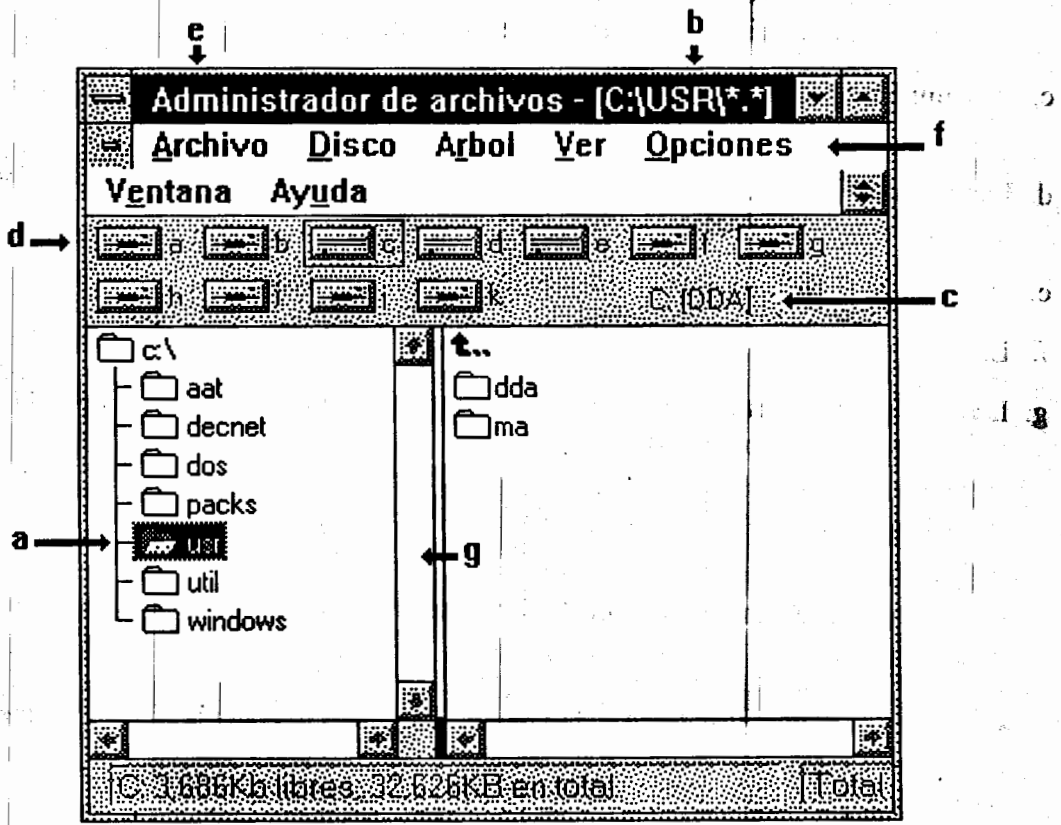 e b
Administrador de archivos - [C:\USR\*.*]
Archivo Disco Arbol Ver Opciones
f
Ventana Ayuda
d
a b c d e f g
h i j k C: [DDA]
c
c:\
t..
aat
dda
decnet
ma
dos
packs
a
usr
g
util
windows
C: 3.686Kb libres, 32.626KB en total
Total